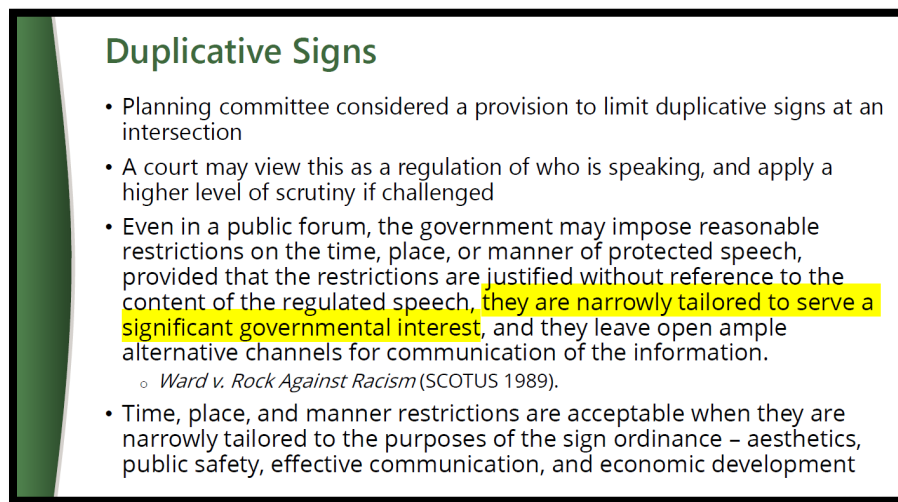 Duplicative Signs
• Planning committee considered a provision to limit duplicative signs at an
intersection
• A court may view this as a regulation of who is speaking, and apply a
higher level of scrutiny if challenged
• Even in a public forum, the government may impose reasonable
restrictions on the time, place, or manner of protected speech,
provided that the restrictions are justified without reference to the
content of the regulated speech, they are narrowly tailored to serve a
significant governmental interest, and they leave open ample
alternative channels for communication of the information.
○ Ward v. Rock Against Racism (SCOTUS 1989).
• Time, place, and manner restrictions are acceptable when they are
narrowly tailored to the purposes of the sign ordinance – aesthetics,
public safety, effective communication, and economic development